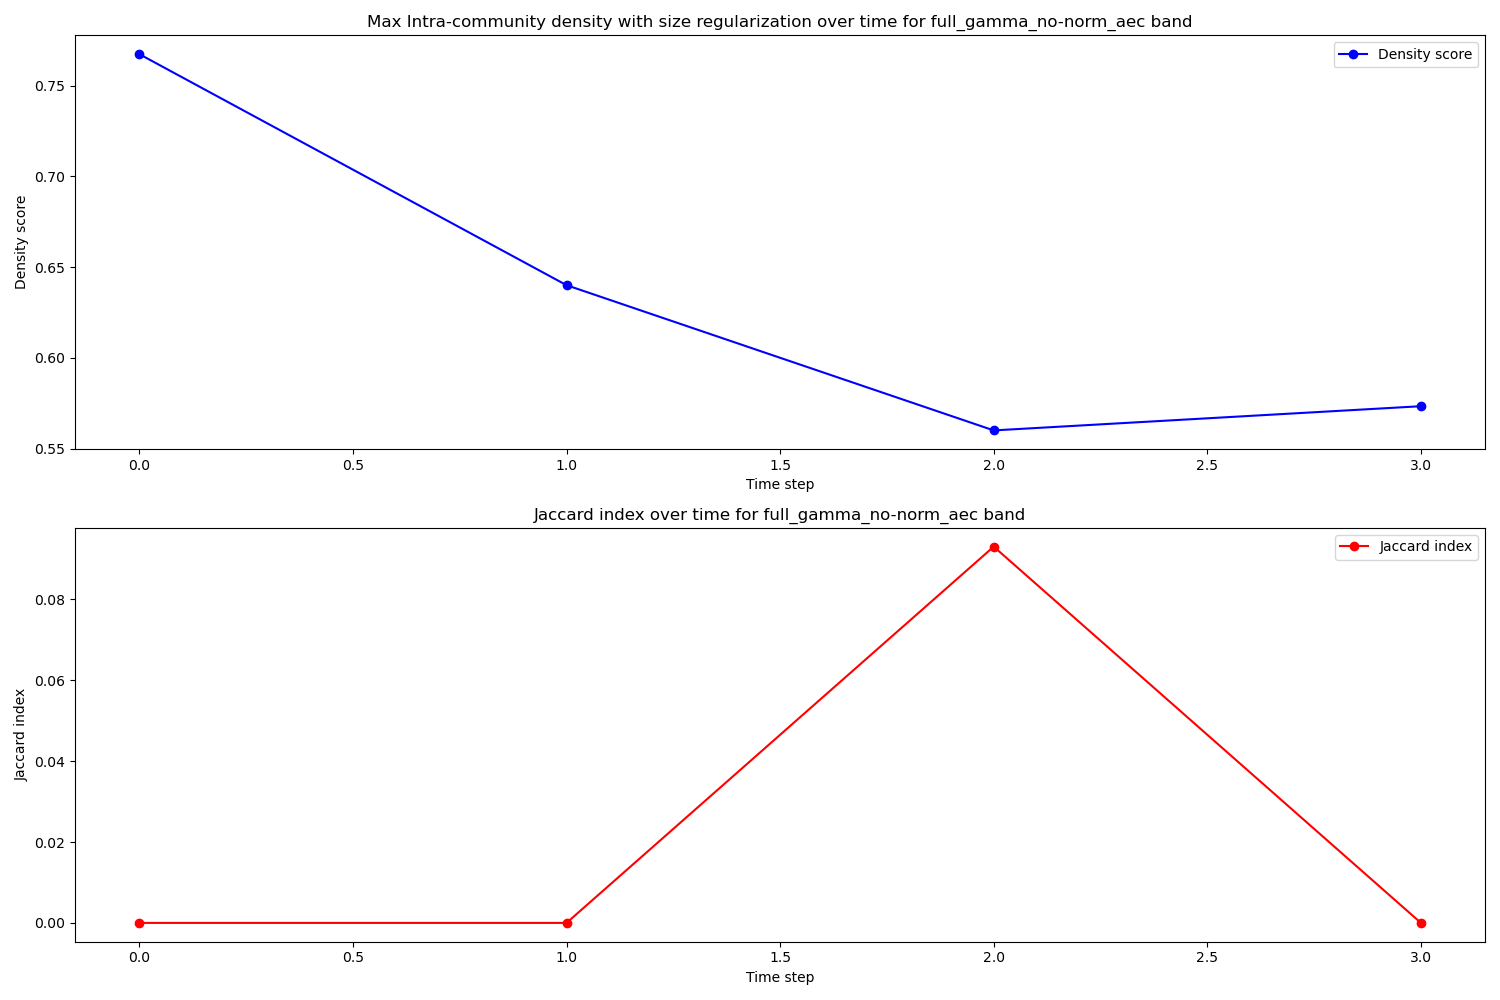 Max Intra-community density with size regularization over time for full_gamma_no-norm_aec band
Density score
Density score
0.75
0.70
0.65
0.60
0.55
0.0 0.5 1.0 1.5 2.0 2.5 3.0
Time step
Jaccard index over time for full_gamma_no-norm_aec band
Jaccard index
Jaccard index
0.08
0.06
0.04
0.02
0.00
0.0 0.5 1.0 1.5 2.0 2.5 3.0
Time step